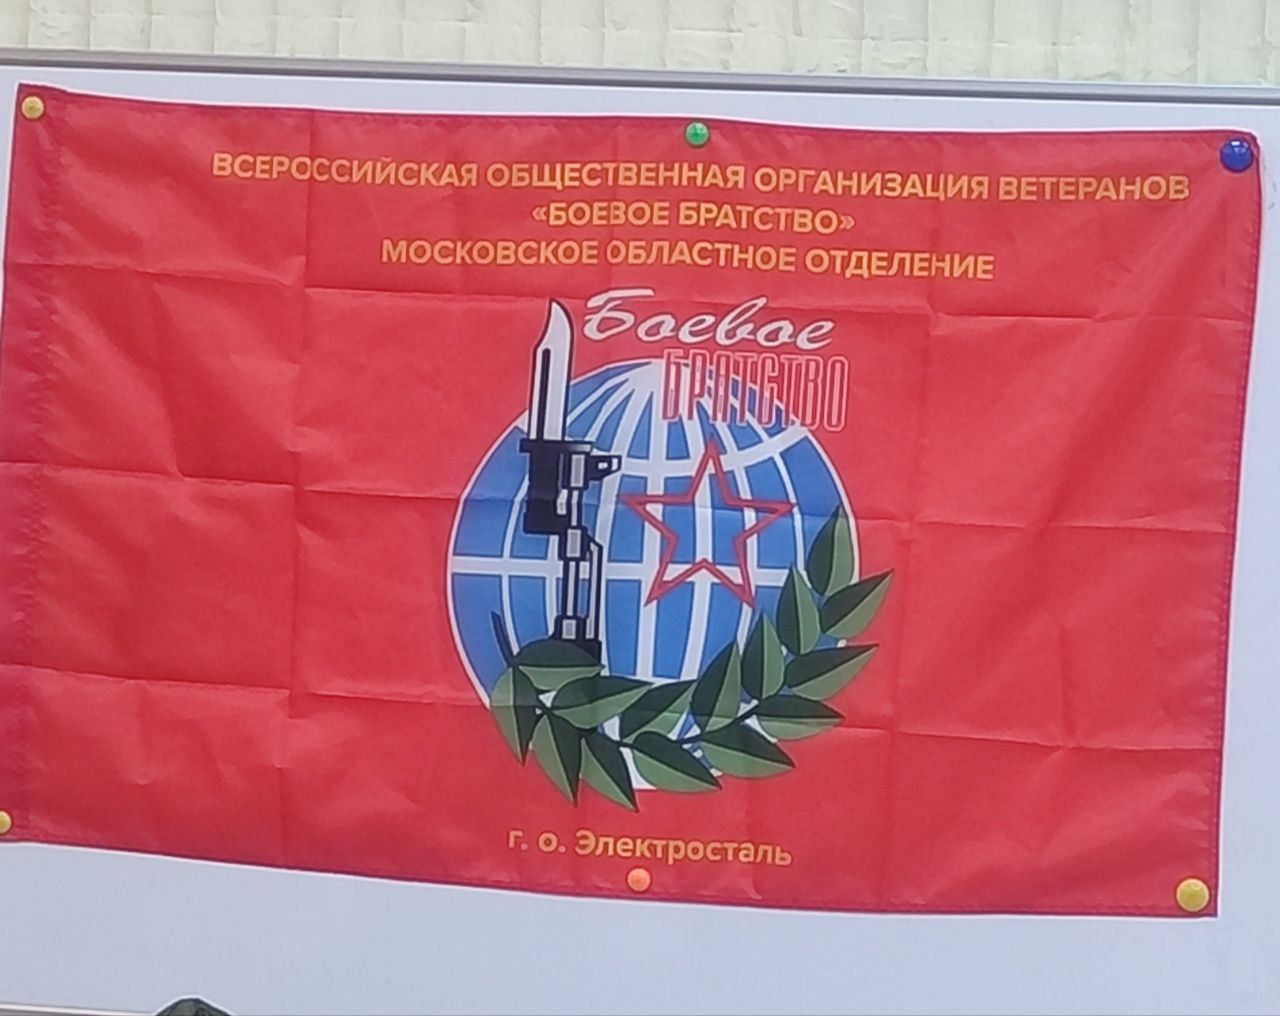 ВСЕРОССИЙСКАЯ ОБЩЕСТВЕННАЯ ОРГАНИЗАЦИЯ ВЕТЕРАНОВ
«БОЕВОЕ БРАТСТВО»
МОСКОВСКОЕ ОБЛАСТНОЕ ОТДЕЛЕНИЕ
Боевое
БРАТСТВО
г. о. Электросталь